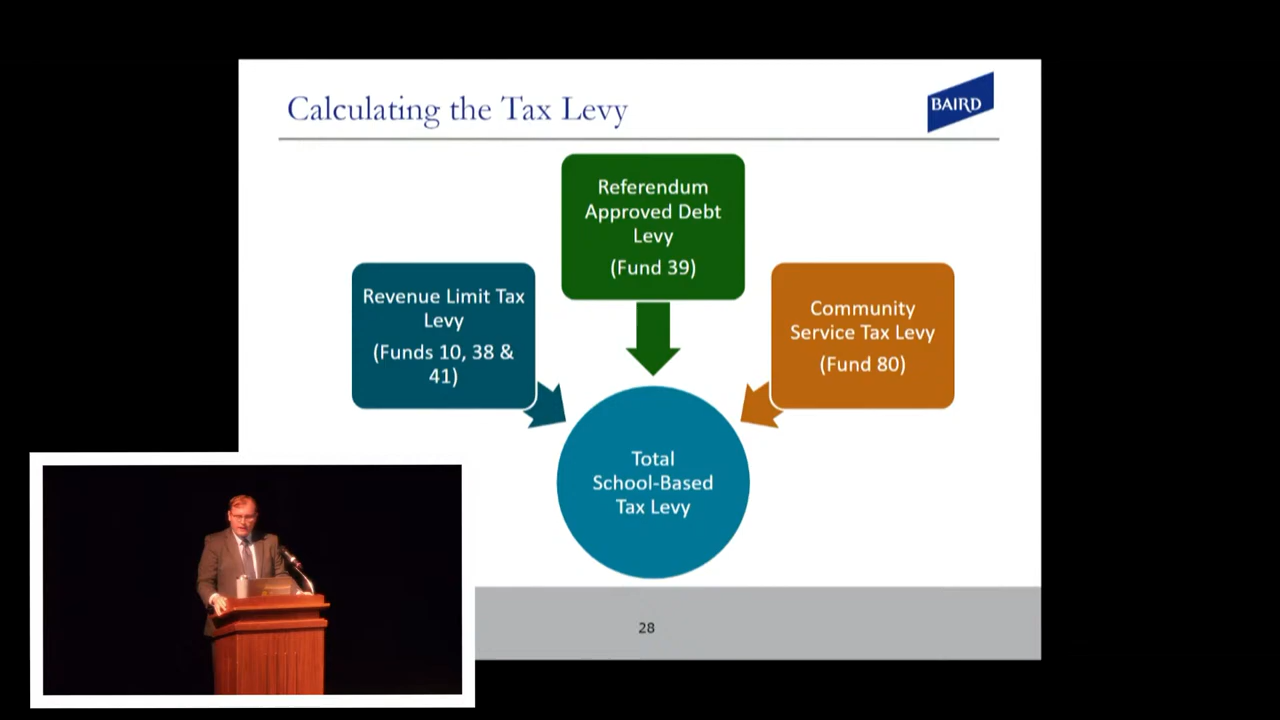 Calculating the Tax Levy
BAIRD
Referendum
Approved Debt
Levy
(Fund 39)
Revenue Limit Tax
Levy
(Funds 10, 38 &
41)
Community
Service Tax Levy
(Fund 80)
Total
School-Based
Tax Levy
28